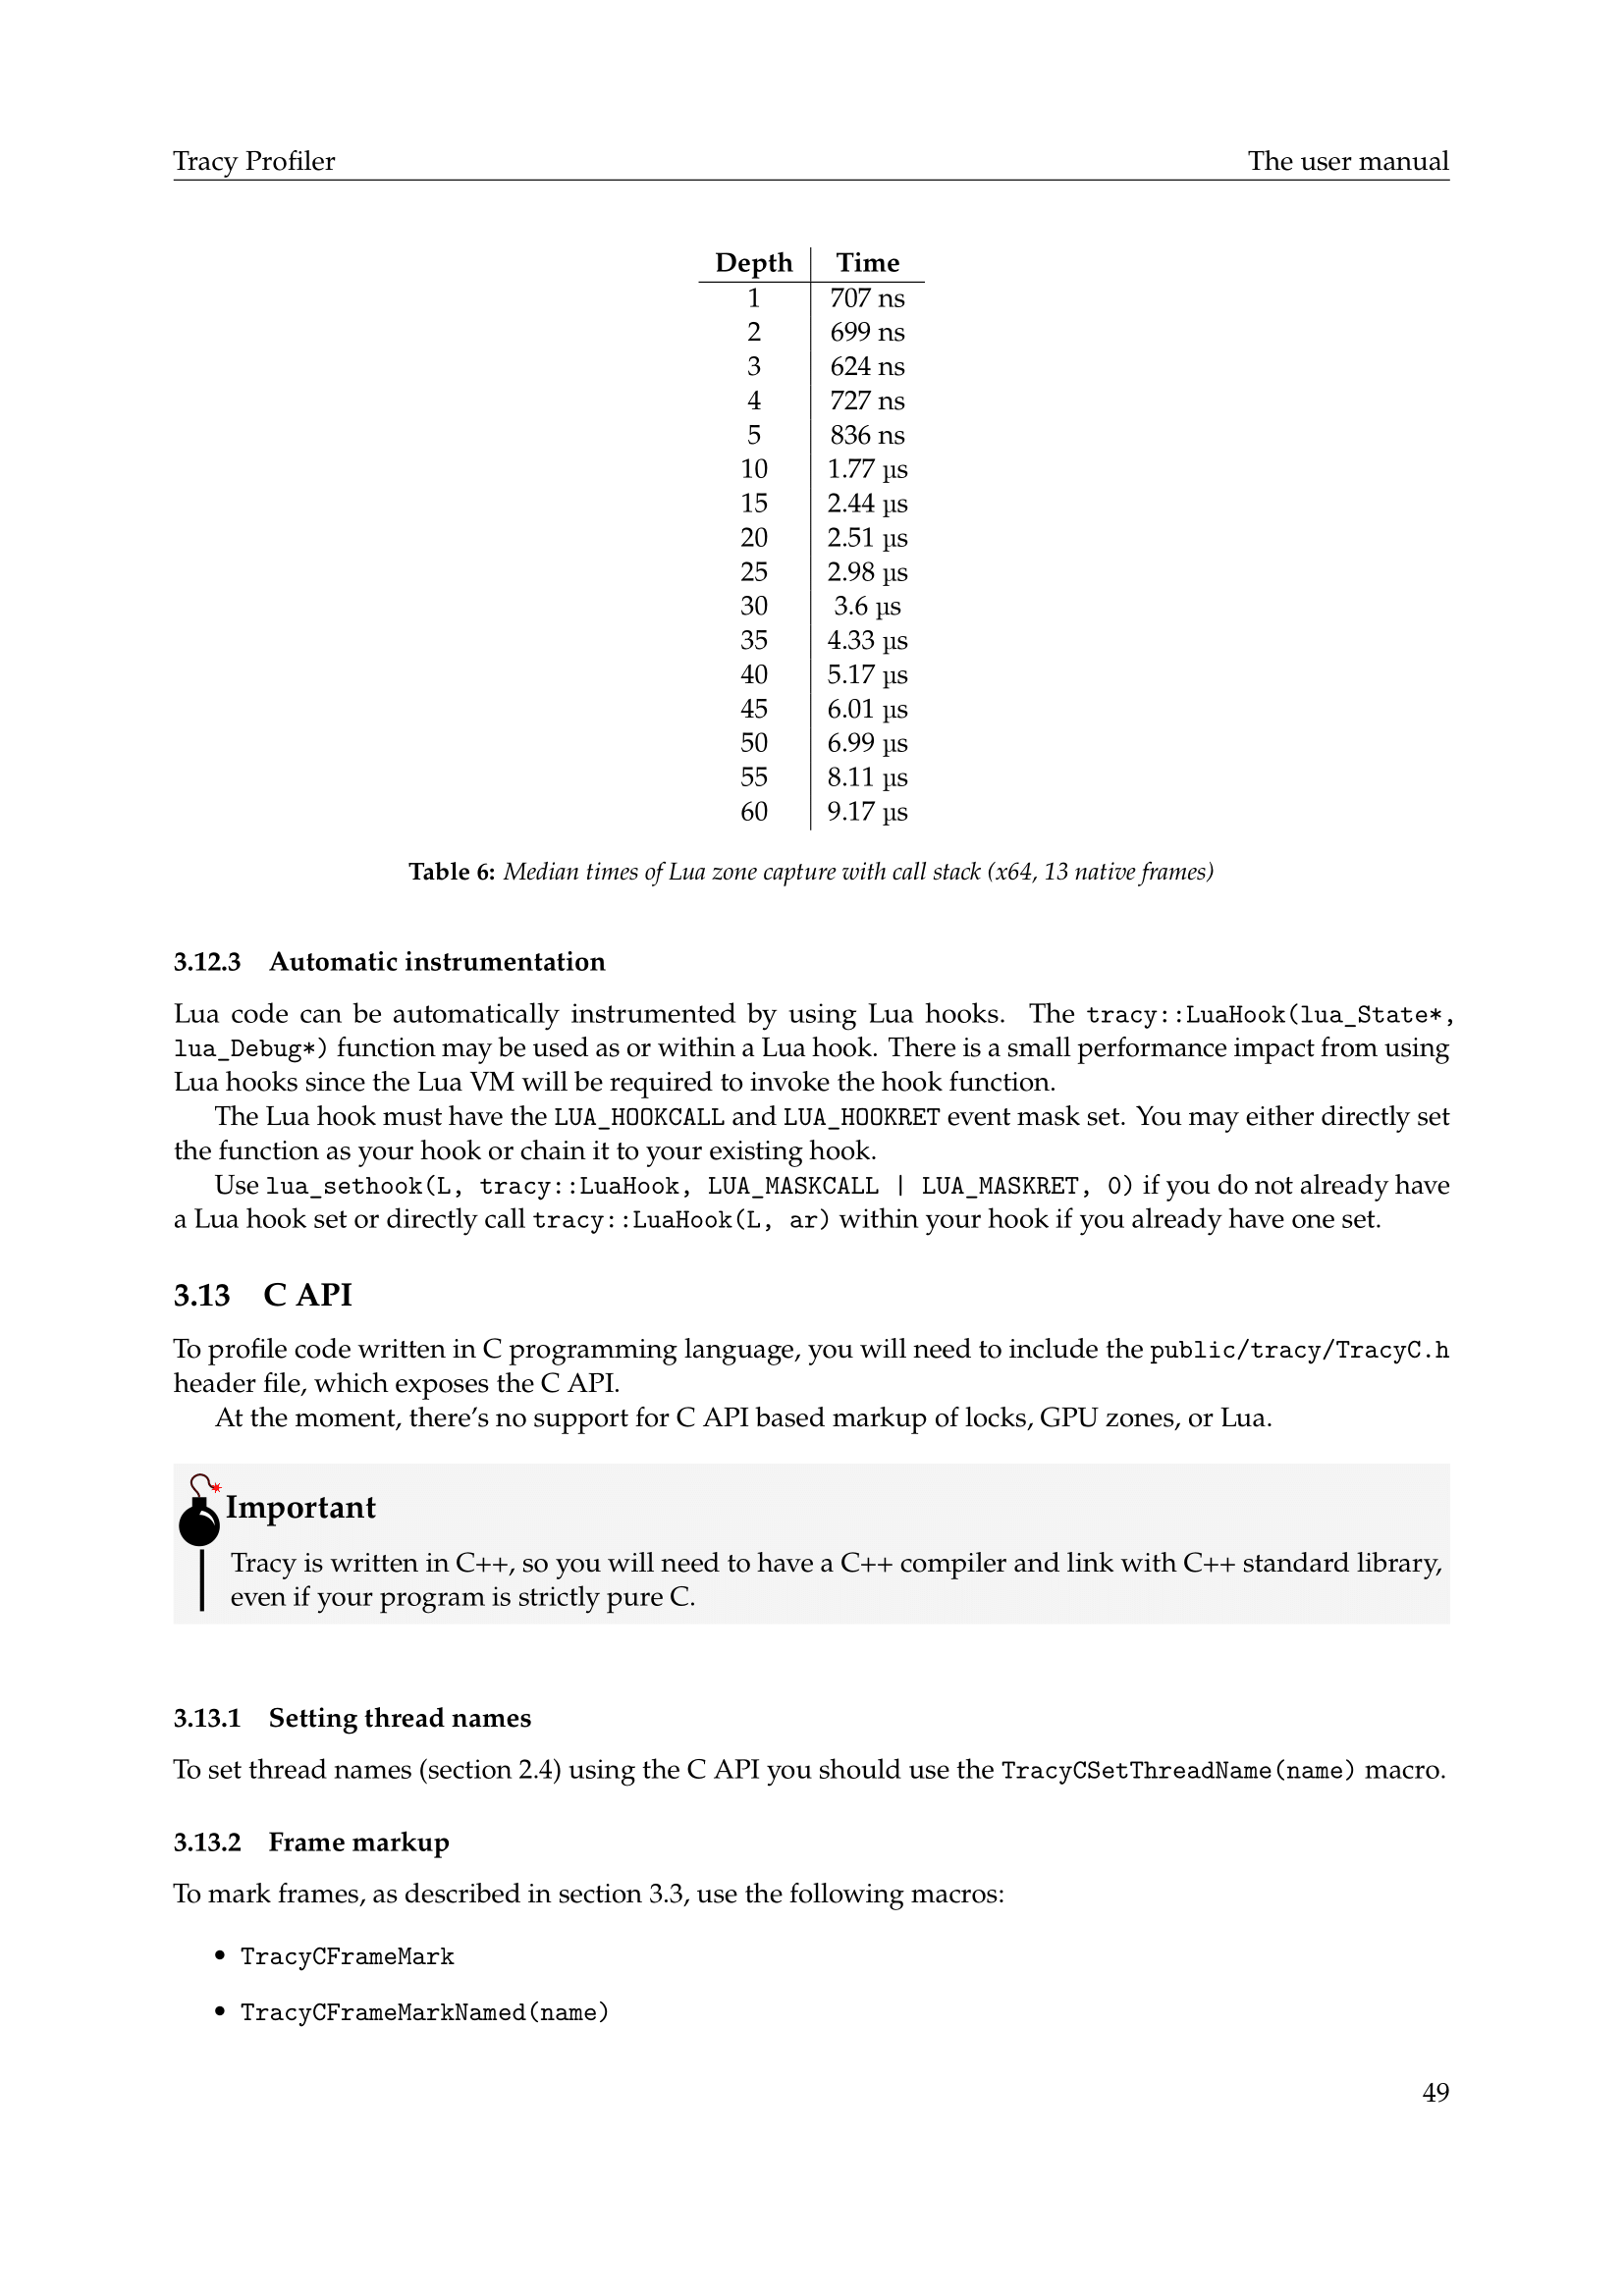 Tracy Profiler The user manual
Depth Time
1 707 ns
2 699 ns
3 624 ns
4 727 ns
5 836 ns
10 1.77 µs
15 2.44 µs
20 2.51 µs
25 2.98 µs
30 3.6 µs
35 4.33 µs
40 5.17 µs
45 6.01 µs
50 6.99 µs
55 8.11 µs
60 9.17 µs
Table 6: Median times of Lua zone capture with call stack (x64, 13 native frames)
3.12.3 Automatic instrumentation
Lua code can be automatically instrumented by using Lua hooks. The tracy::LuaHook(lua_State*,
lua_Debug*) function may be used as or within a Lua hook. There is a small performance impact from using
Lua hooks since the Lua VM will be required to invoke the hook function.
The Lua hook must have the LUA_HOOKCALL and LUA_HOOKRET event mask set. You may either directly set
the function as your hook or chain it to your existing hook.
Use lua_sethook(L, tracy::LuaHook, LUA_MASKCALL | LUA_MASKRET, 0) if you do not already have
a Lua hook set or directly call tracy::LuaHook(L, ar) within your hook if you already have one set.
3.13 C API
To profile code written in C programming language, you will need to include the public/tracy/TracyC.h
header file, which exposes the C API.
At the moment, there's no support for C API based markup of locks, GPU zones, or Lua.
Important
Tracy is written in C++, so you will need to have a C++ compiler and link with C++ standard library,
even if your program is strictly pure C.
3.13.1 Setting thread names
To set thread names (section 2.4) using the C API you should use the TracyCSetThreadName(name) macro.
3.13.2 Frame markup
To mark frames, as described in section 3.3, use the following macros:
• TracyCFrameMark
• TracyCFrameMarkNamed(name)
49